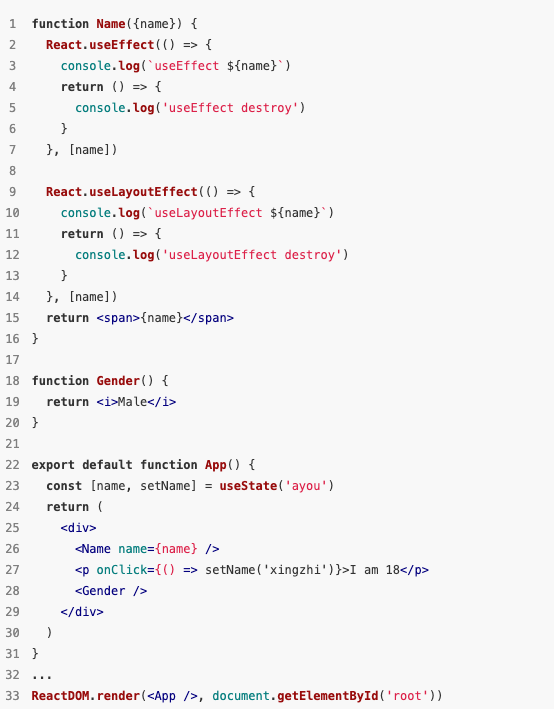 1 function Name({name}) {
2   React.useEffect(() => {
3     console.log(`useEffect ${name}`)
4     return () => {
5       console.log('useEffect destroy')
6     }
7   }, [name])
8
9   React.useLayoutEffect(() => {
10     console.log(`useLayoutEffect ${name}`)
11     return () => {
12       console.log('useLayoutEffect destroy')
13     }
14   }, [name])
15   return <span>{name}</span>
16 }
17
18 function Gender() {
19   return <i>Male</i>
20 }
21
22 export default function App() {
23   const [name, setName] = useState('ayou')
24   return (
25     <div>
26       <Name name={name} />
27       <p onClick={() => setName('xingzhi')}>I am 18</p>
28       <Gender />
29     </div>
30   )
31 }
32 ...
33 ReactDOM.render(<App />, document.getElementById('root'))